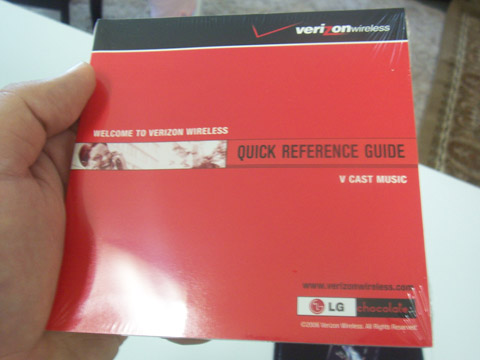 verizonwireless
WELCOME TO VERIZON WIRELESS
QUICK REFERENCE GUIDE
V CAST MUSIC
www.verizonwireless.com
LG
chocolate
©2006 Verizon Wireless. All Rights Reserved.